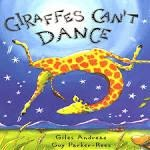 GIRAFFES CAN'T
DANCE
Giles Andreae
Guy Parker-Rees